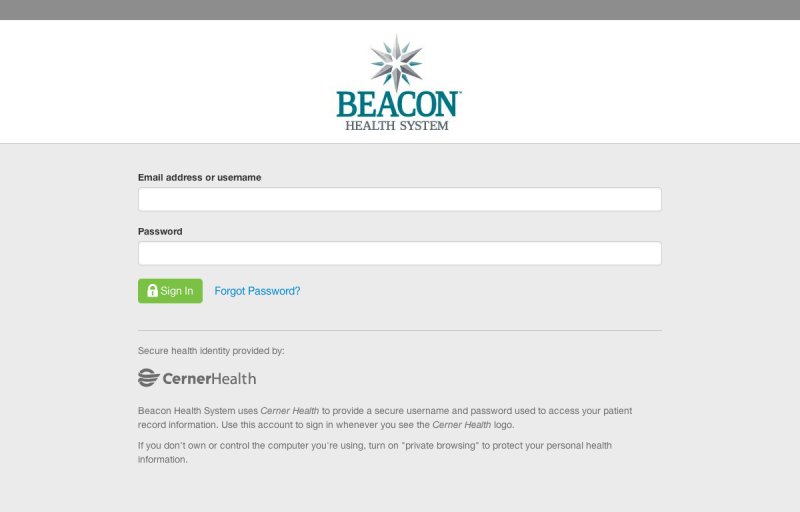 BEACON™
HEALTH SYSTEM
Email address or username
Password
Sign In
Forgot Password?
Secure health identity provided by:
CernerHealth
Beacon Health System uses Cerner Health to provide a secure username and password used to access your patient
record information. Use this account to sign in whenever you see the Cerner Health logo.
If you don't own or control the computer you're using, turn on "private browsing" to protect your personal health
information.